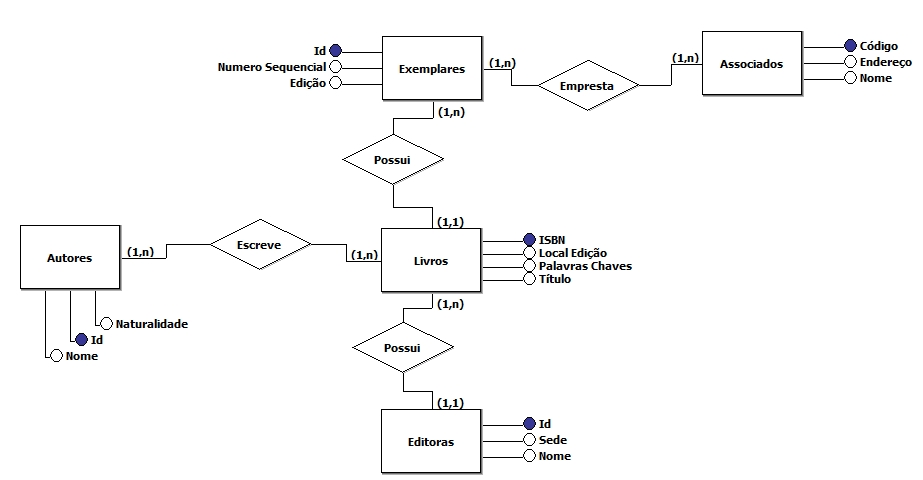 Id
Numero Sequencial
Edição
Exemplares
(1,n)
Empresta
(1,n)
Associados
Código
Endereço
Nome
(1,n)
Possui
(1,1)
Autores
(1,n)
Escreve
(1,n)
Livros
ISBN
Local Edição
Palavras Chaves
Título
Naturalidade
Id
Nome
(1,n)
Possui
(1,1)
Editoras
Id
Sede
Nome